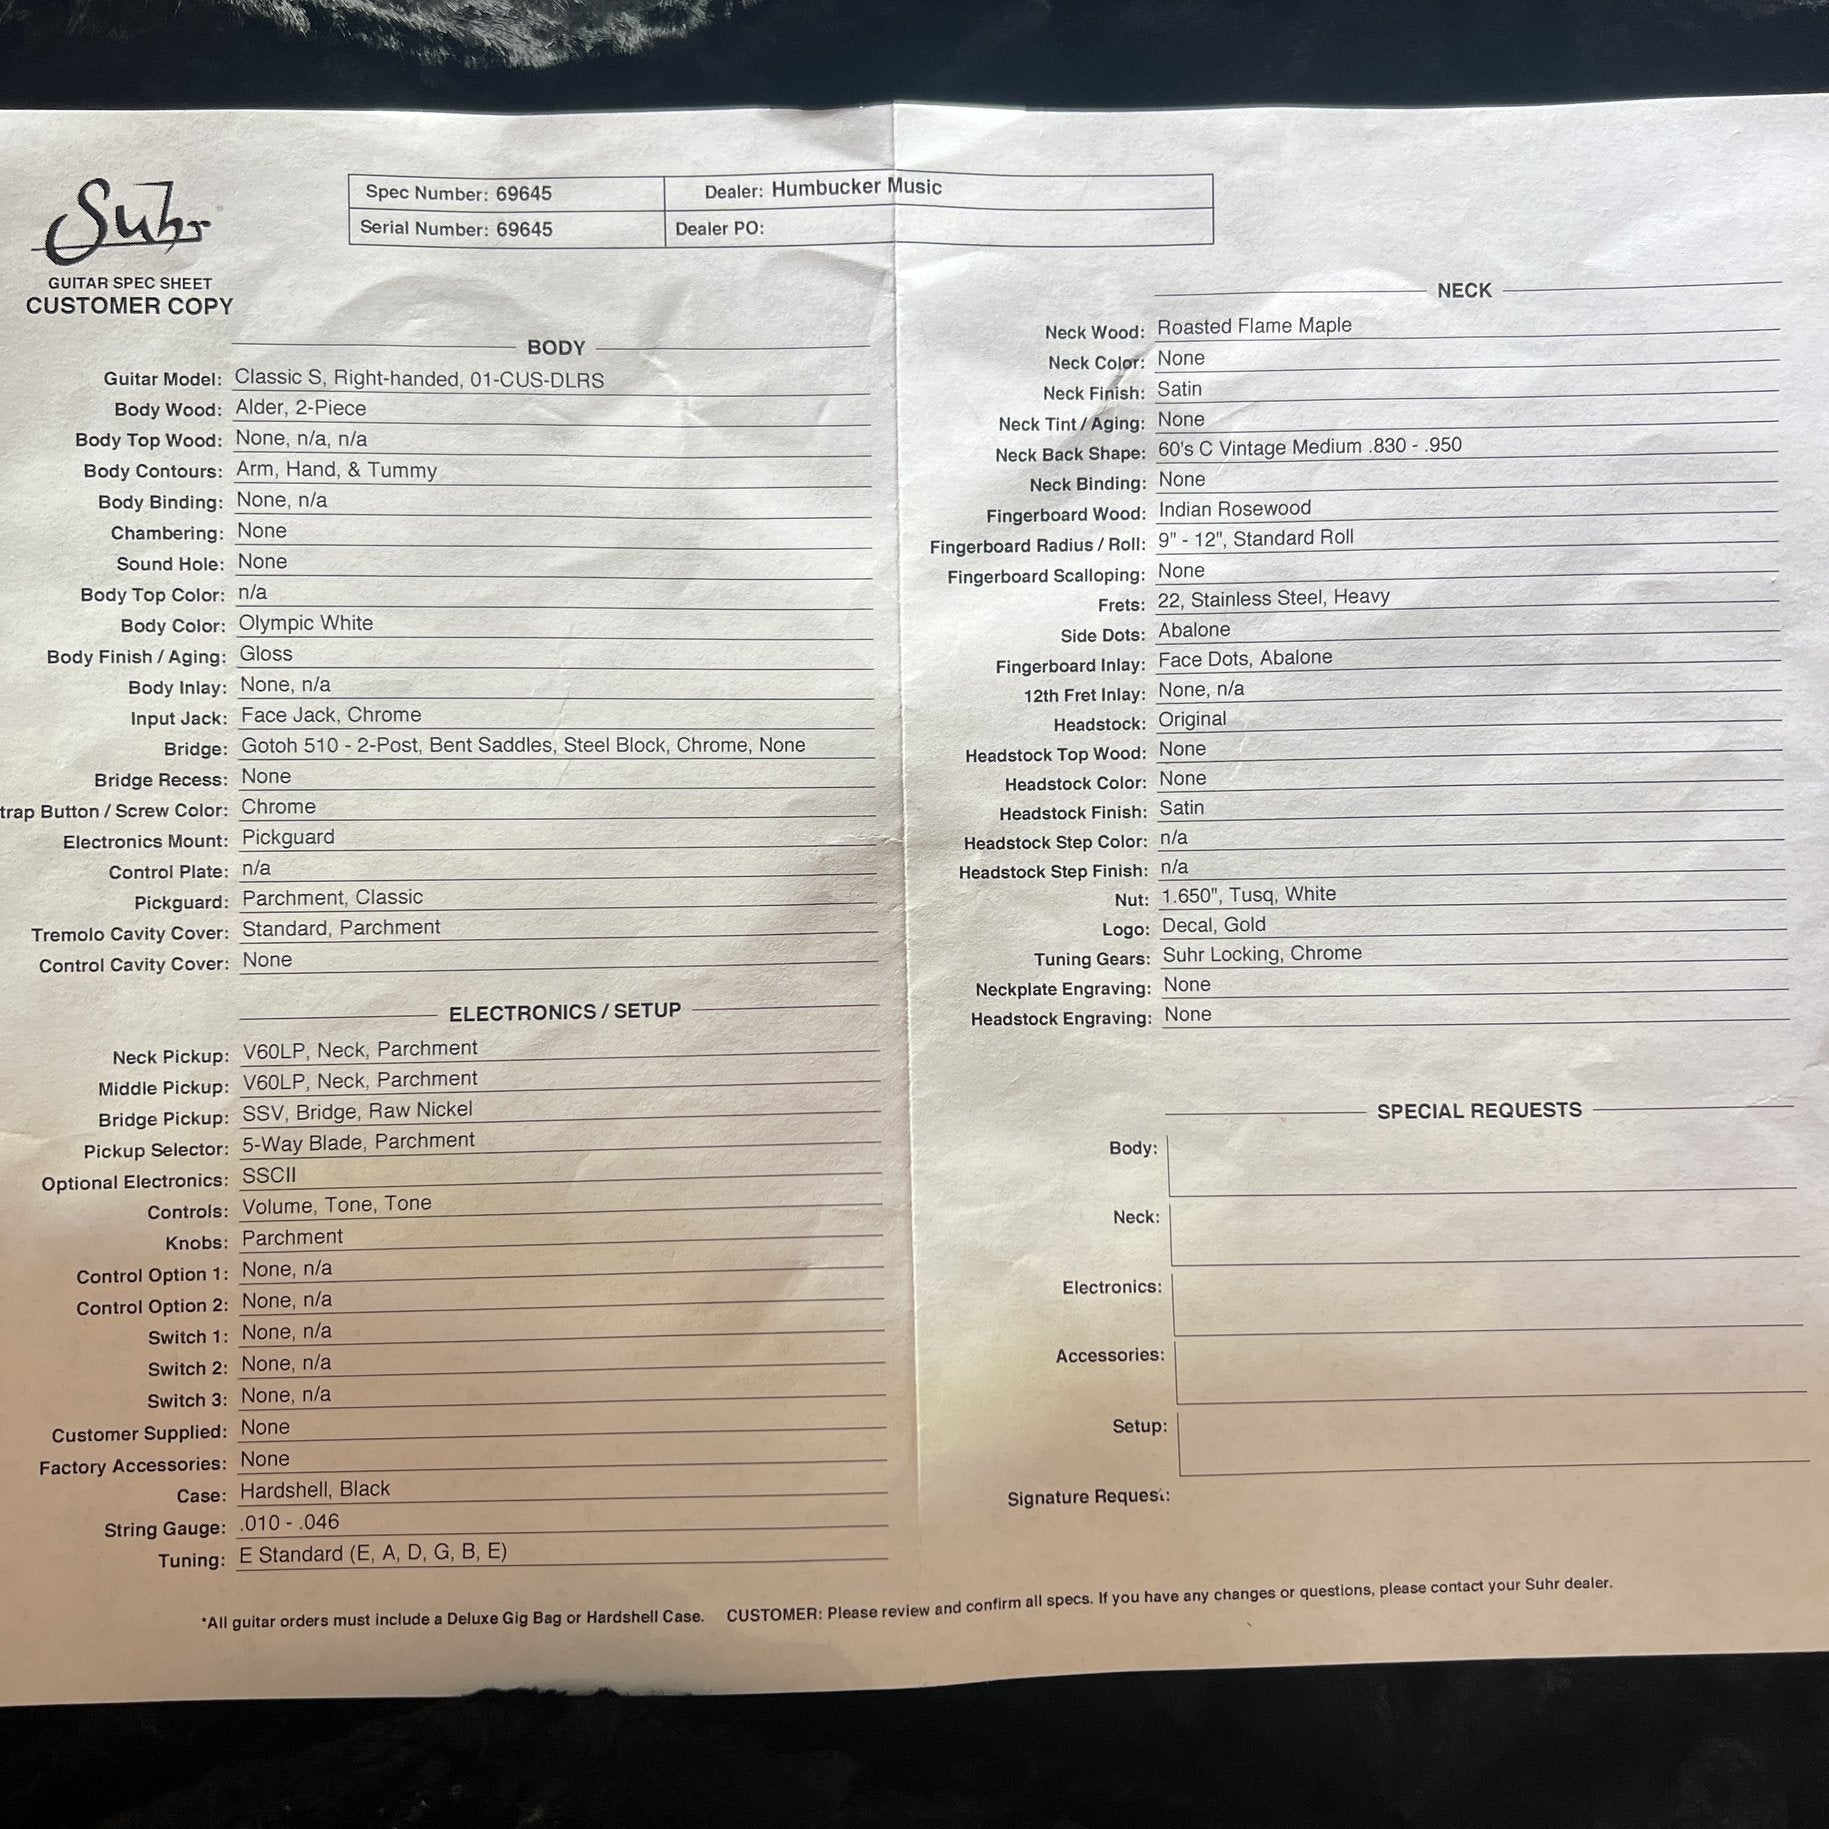 Suhr
GUITAR SPEC SHEET
CUSTOMER COPY
Spec Number: 69645
Dealer: Humbucker Music
Serial Number: 69645
Dealer PO:
BODY
Guitar Model: Classic S, Right-handed, 01-CUS-DLRS
Body Wood: Alder, 2-Piece
Body Top Wood: None, n/a, n/a
Body Contours: Arm, Hand, & Tummy
Body Binding: None, n/a
Chambering: None
Sound Hole: None
Body Top Color: n/a
Body Color: Olympic White
Body Finish / Aging: Gloss
Body Inlay: None, n/a
Input Jack: Face Jack, Chrome
Bridge: Gotoh 510 - 2-Post, Bent Saddles, Steel Block, Chrome, None
Bridge Recess: None
trap Button / Screw Color: Chrome
Electronics Mount: Pickguard
Control Plate: n/a
Pickguard: Parchment, Classic
Tremolo Cavity Cover: Standard, Parchment
Control Cavity Cover: None
ELECTRONICS / SETUP
Neck Pickup: V60LP, Neck, Parchment
Middle Pickup: V60LP, Neck, Parchment
Bridge Pickup: SSV, Bridge, Raw Nickel
Pickup Selector: 5-Way Blade, Parchment
Optional Electronics: SSCII
Controls: Volume, Tone, Tone
Knobs: Parchment
Control Option 1: None, n/a
Control Option 2: None, n/a
Switch 1: None, n/a
Switch 2: None, n/a
Switch 3: None, n/a
Customer Supplied: None
Factory Accessories: None
Case: Hardshell, Black
String Gauge: .010 - .046
Tuning: E Standard (E, A, D, G, B, E)
NECK
Neck Wood: Roasted Flame Maple
Neck Color: None
Neck Finish: Satin
Neck Tint / Aging: None
Neck Back Shape: 60's C Vintage Medium .830 - .950
Neck Binding: None
Fingerboard Wood: Indian Rosewood
Fingerboard Radius / Roll: 9" - 12", Standard Roll
Fingerboard Scalloping: None
Frets: 22, Stainless Steel, Heavy
Side Dots: Abalone
Fingerboard Inlay: Face Dots, Abalone
12th Fret Inlay: None, n/a
Headstock: Original
Headstock Top Wood: None
Headstock Color: None
Headstock Finish: Satin
Headstock Step Color: n/a
Headstock Step Finish: n/a
Nut: 1.650", Tusq, White
Logo: Decal, Gold
Tuning Gears: Suhr Locking, Chrome
Neckplate Engraving: None
Headstock Engraving: None
SPECIAL REQUESTS
Body:
Neck:
Electronics:
Accessories:
Setup:
Signature Request:
*All guitar orders must include a Deluxe Gig Bag or Hardshell Case. CUSTOMER: Please review and confirm all specs. If you have any changes or questions, please contact your Suhr dealer.